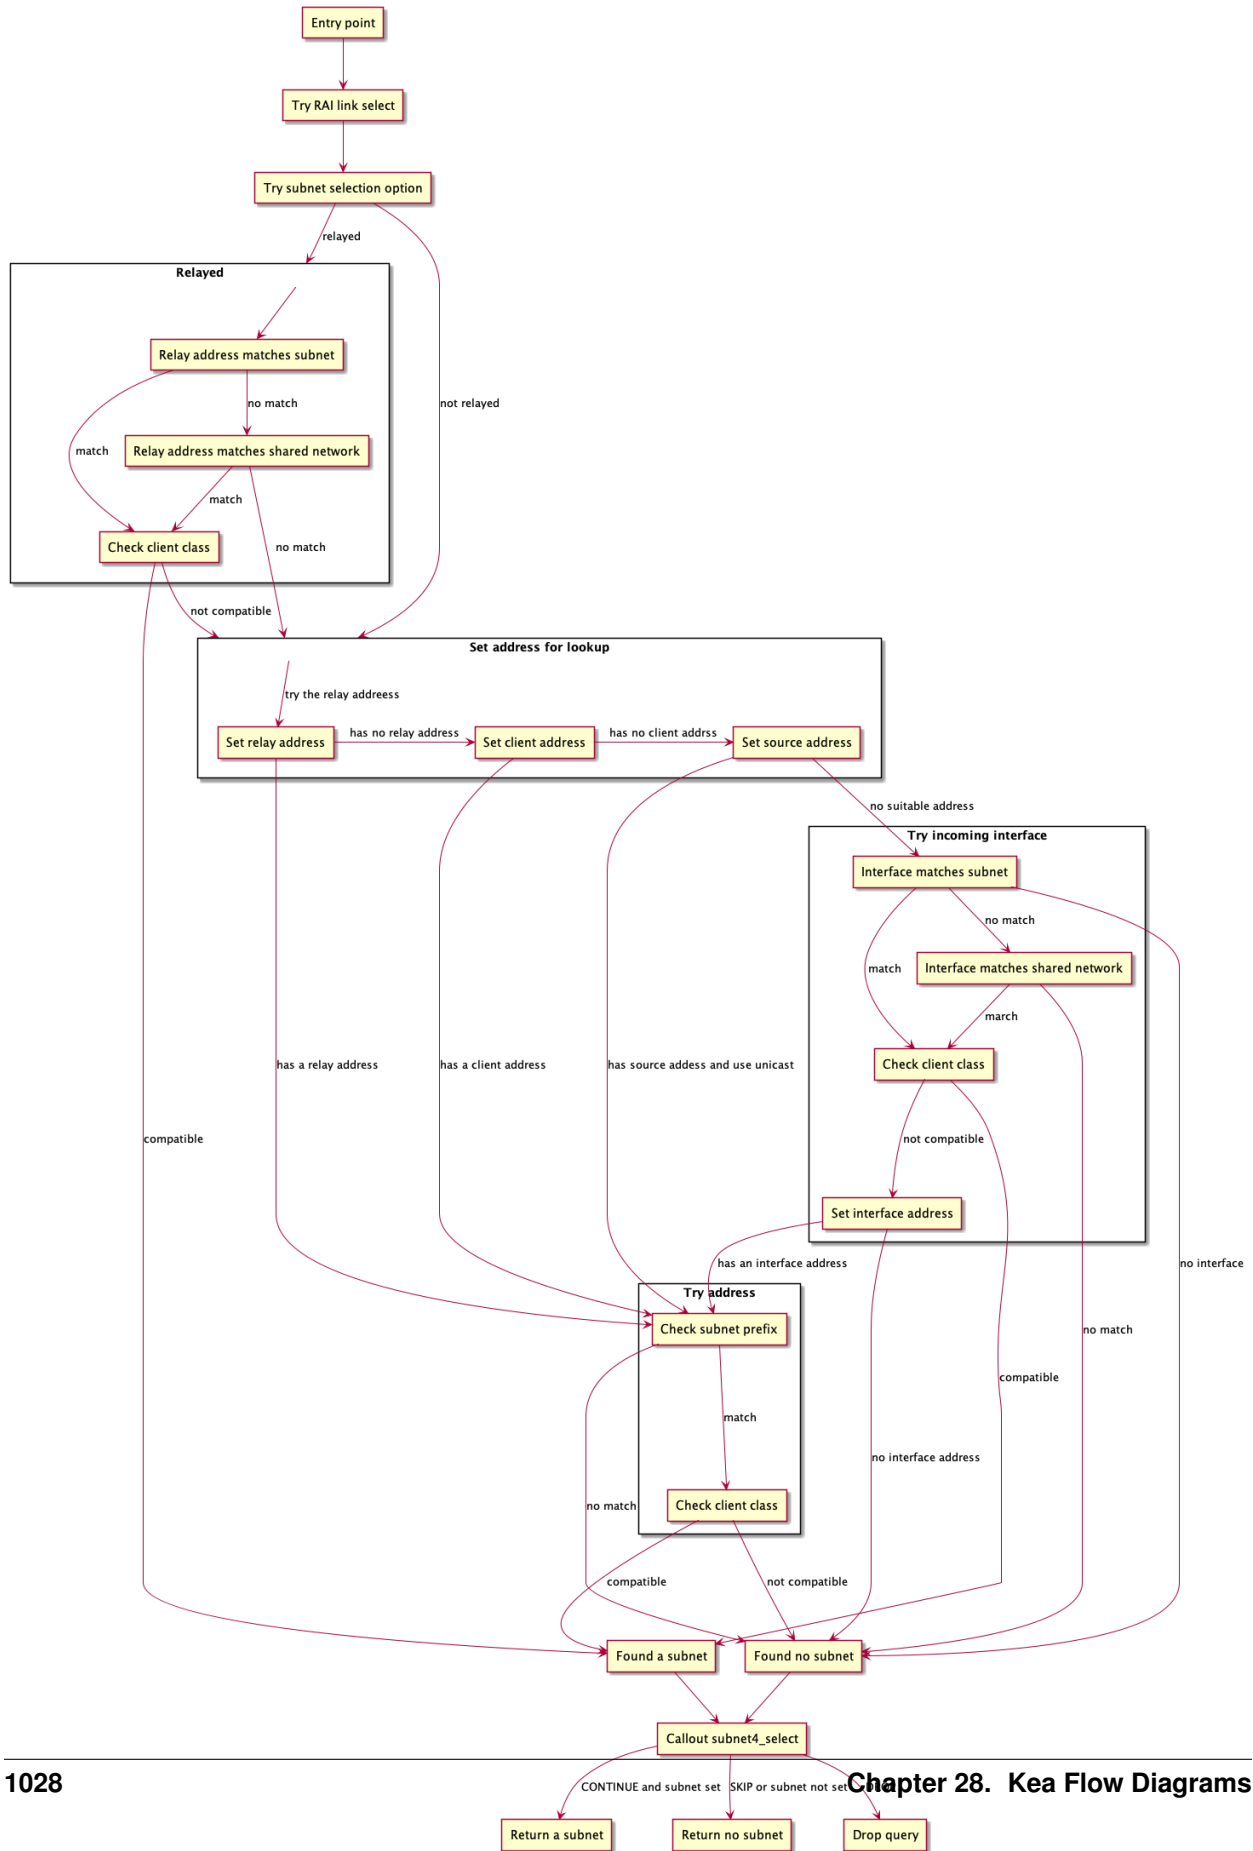 Entry point
Try RAI link select
Try subnet selection option
relayed
Relayed
Relay address matches subnet
no match
not relayed
match
Relay address matches shared network
match
Check client class
no match
not compatible
Set address for lookup
try the relay addreess
Set relay address
has no relay address
Set client address
has no client addrss
Set source address
no suitable address
Try incoming interface
Interface matches subnet
no match
match
Interface matches shared network
march
Check client class
has a relay address
has a client address
has source addess and use unicast
compatible
not compatible
Set interface address
has an interface address
no interface
Try address
Check subnet prefix
no match
compatible
match
no interface address
Check client class
no match
compatible
not compatible
Found a subnet
Found no subnet
Callout subnet4_select
1028
Chapter 28. Kea Flow Diagrams
CONTINUE and subnet set
SKIP or subnet not set
Return a subnet
Return no subnet
Drop query